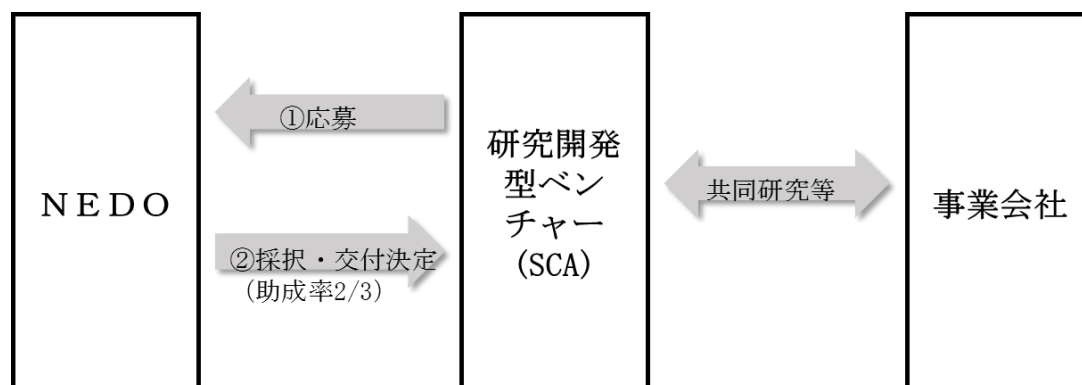 ＮＥＤＯ
①応募
②採択・交付決定
（助成率2/3）
研究開発
型ベン
チャー
(SCA)
共同研究等
事業会社